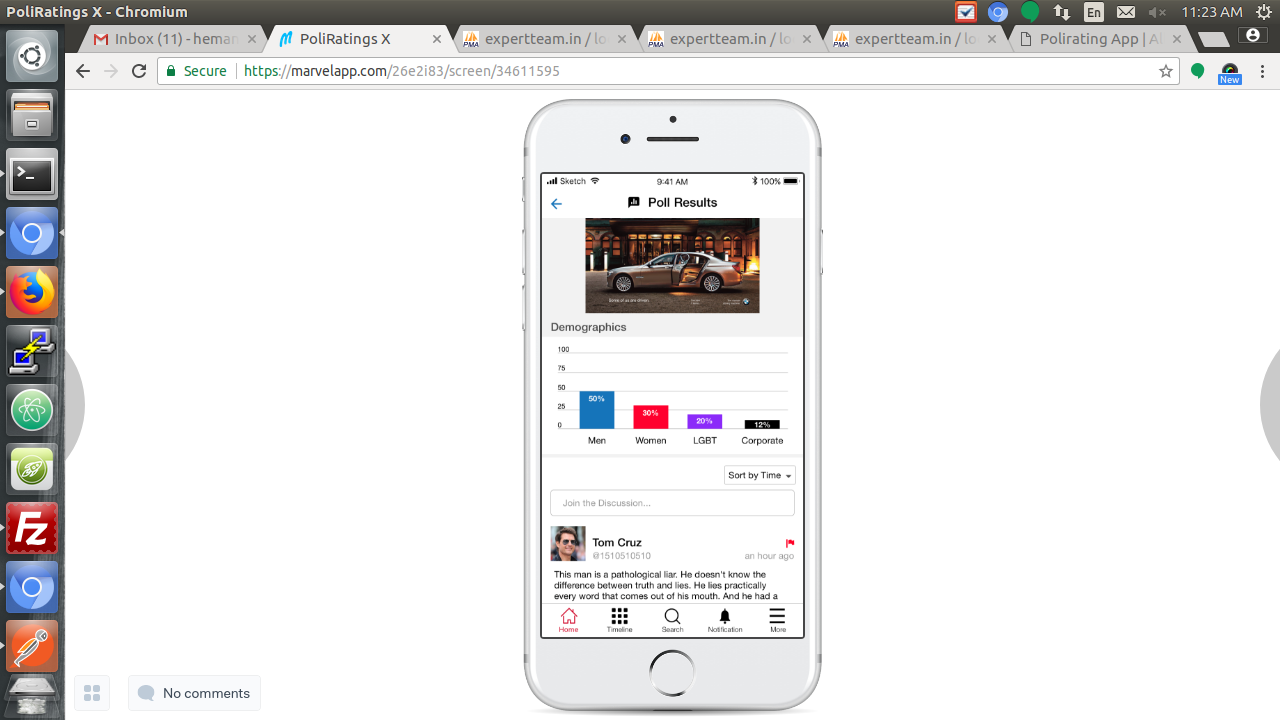 PoliRatings X - Chromium
En
11:23 AM
Inbox (11) - heman
PoliRatings X
expertteam.in / lo
expertteam.in / lo
expertteam.in / lo
Polirating App | Al
Secure
https://marvelapp.com/26e2i83/screen/34611595
New
Sketch
9:41 AM
100%
Poll Results
Demographics
100
75
50
25
0
50%
30%
20%
12%
Men
Women
LGBT
Corporate
Sort by Time
Join the Discussion...
Tom Cruz
@1510510510
an hour ago
This man is a pathological liar. He doesn't know the
difference between truth and lies. He lies practically
every word that comes out of his mouth. And he had a
Home
Timeline
Search
Notification
More
No comments